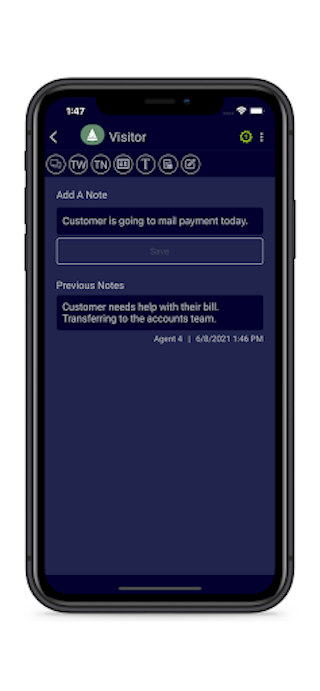 1:47
Visitor
TW TN T
Add A Note
Customer is going to mail payment today.
Save
Previous Notes
Customer needs help with their bill.
Transferring to the accounts team.
Agent 4 | 6/8/2021 1:46 PM